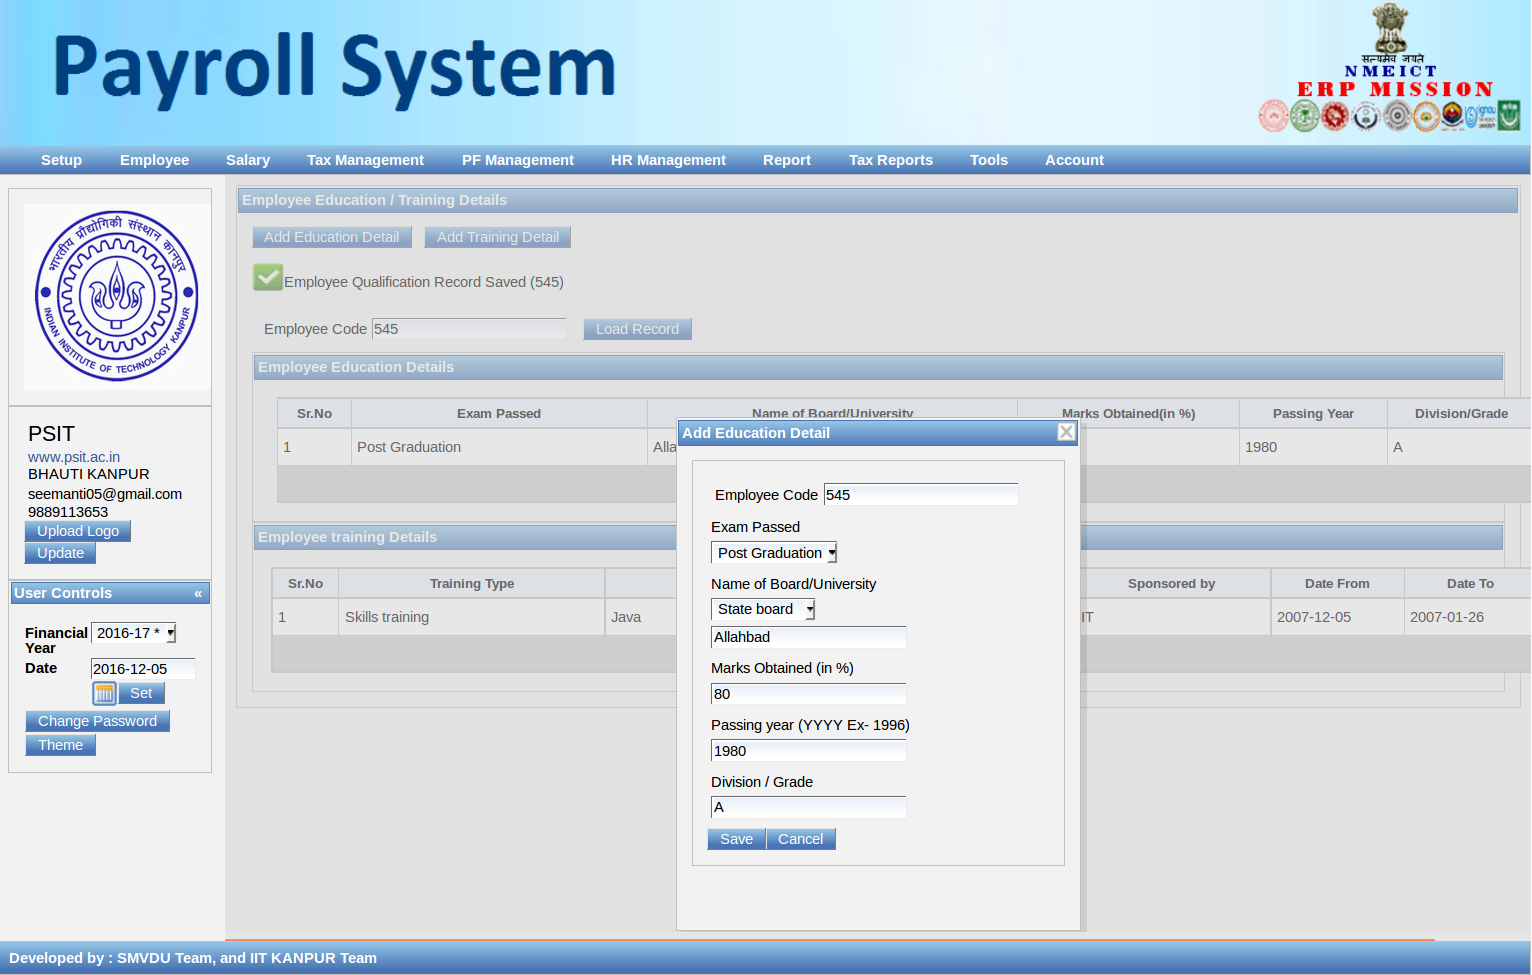 Payroll System
सत्यमेव जयते
NMEICT
ERP MISSION
ignou
Setup Employee Salary Tax Management PF Management HR Management Report Tax Reports Tools Account
भारतीय प्रौद्योगिकी संस्थान कानपुर
INDIAN INSTITUTE OF TECHNOLOGY KANPUR
PSIT
www.psit.ac.in
BHAUTI KANPUR
seemanti05@gmail.com
9889113653
Upload Logo
Update
User Controls «
Financial Year 2016-17 *
Date 2016-12-05
Set
Change Password
Theme
Employee Education / Training Details
Add Education Detail Add Training Detail
Employee Qualification Record Saved (545)
Employee Code 545 Load Record
Employee Education Details
Sr.No Exam Passed Name of Board/University Marks Obtained(in %) Passing Year Division/Grade
1 Post Graduation Alla 1980 A
Employee training Details
Sr.No Training Type Sponsored by Date From Date To
1 Skills training Java IT 2007-12-05 2007-01-26
Add Education Detail
Employee Code 545
Exam Passed
Post Graduation
Name of Board/University
State board
Allahbad
Marks Obtained (in %)
80
Passing year (YYYY Ex- 1996)
1980
Division / Grade
A
Save Cancel
Developed by : SMVDU Team, and IIT KANPUR Team